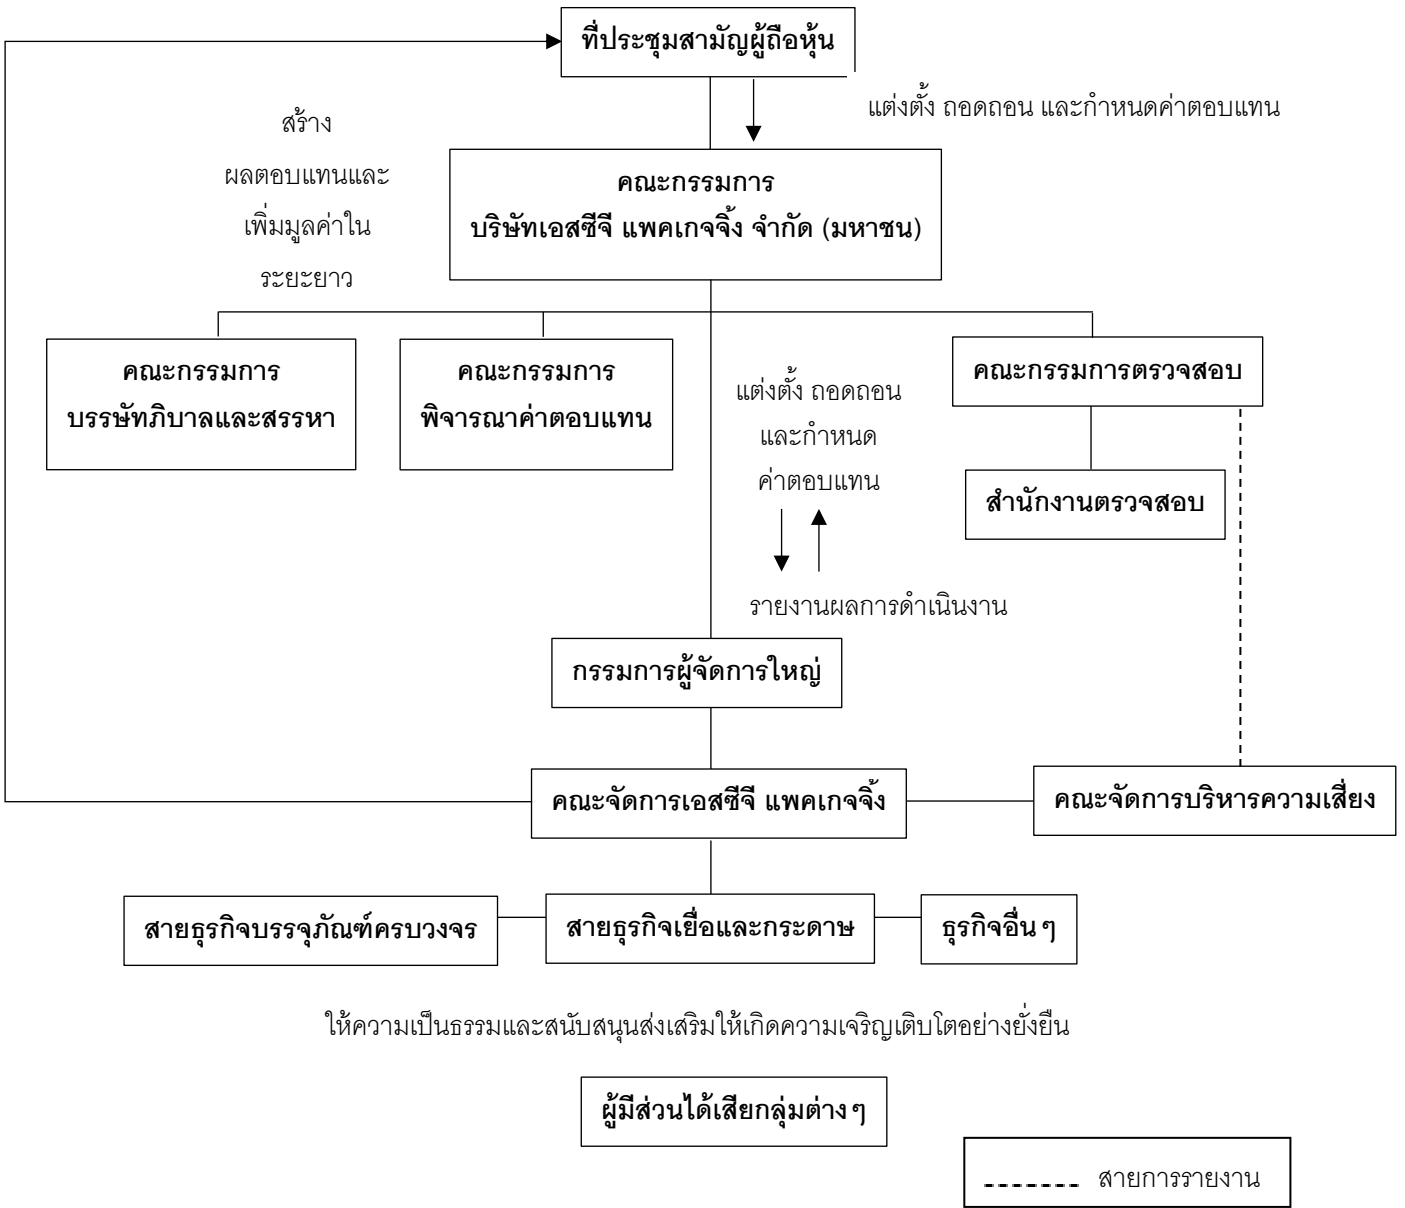 ที่ประชุมสามัญผู้ถือหุ้น
แต่งตั้ง ถอดถอน และกำหนดค่าตอบแทน
สร้าง
ผลตอบแทนและ
เพิ่มมูลค่าใน
ระยะยาว
คณะกรรมการ
บริษัทเอสซีจี แพคเกจจิ้ง จำกัด (มหาชน)
คณะกรรมการ
บรรษัทภิบาลและสรรหา
คณะกรรมการ
พิจารณาค่าตอบแทน
แต่งตั้ง ถอดถอน
และกำหนด
ค่าตอบแทน
คณะกรรมการตรวจสอบ
สำนักงานตรวจสอบ
รายงานผลการดำเนินงาน
กรรมการผู้จัดการใหญ่
คณะจัดการเอสซีจี แพคเกจจิ้ง
คณะจัดการบริหารความเสี่ยง
สายธุรกิจบรรจุภัณฑ์ครบวงจร
สายธุรกิจเยื่อและกระดาษ
ธุรกิจอื่น ๆ
ให้ความเป็นธรรมและสนับสนุนส่งเสริมให้เกิดความเจริญเติบโตอย่างยั่งยืน
ผู้มีส่วนได้เสียกลุ่มต่าง ๆ
สายการรายงาน